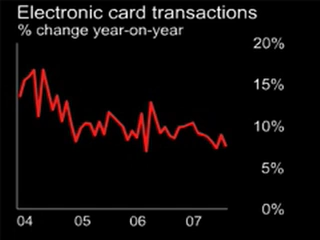 Electronic card transactions
% change year-on-year
20%
15%
10%
5%
0%
04 05 06 07